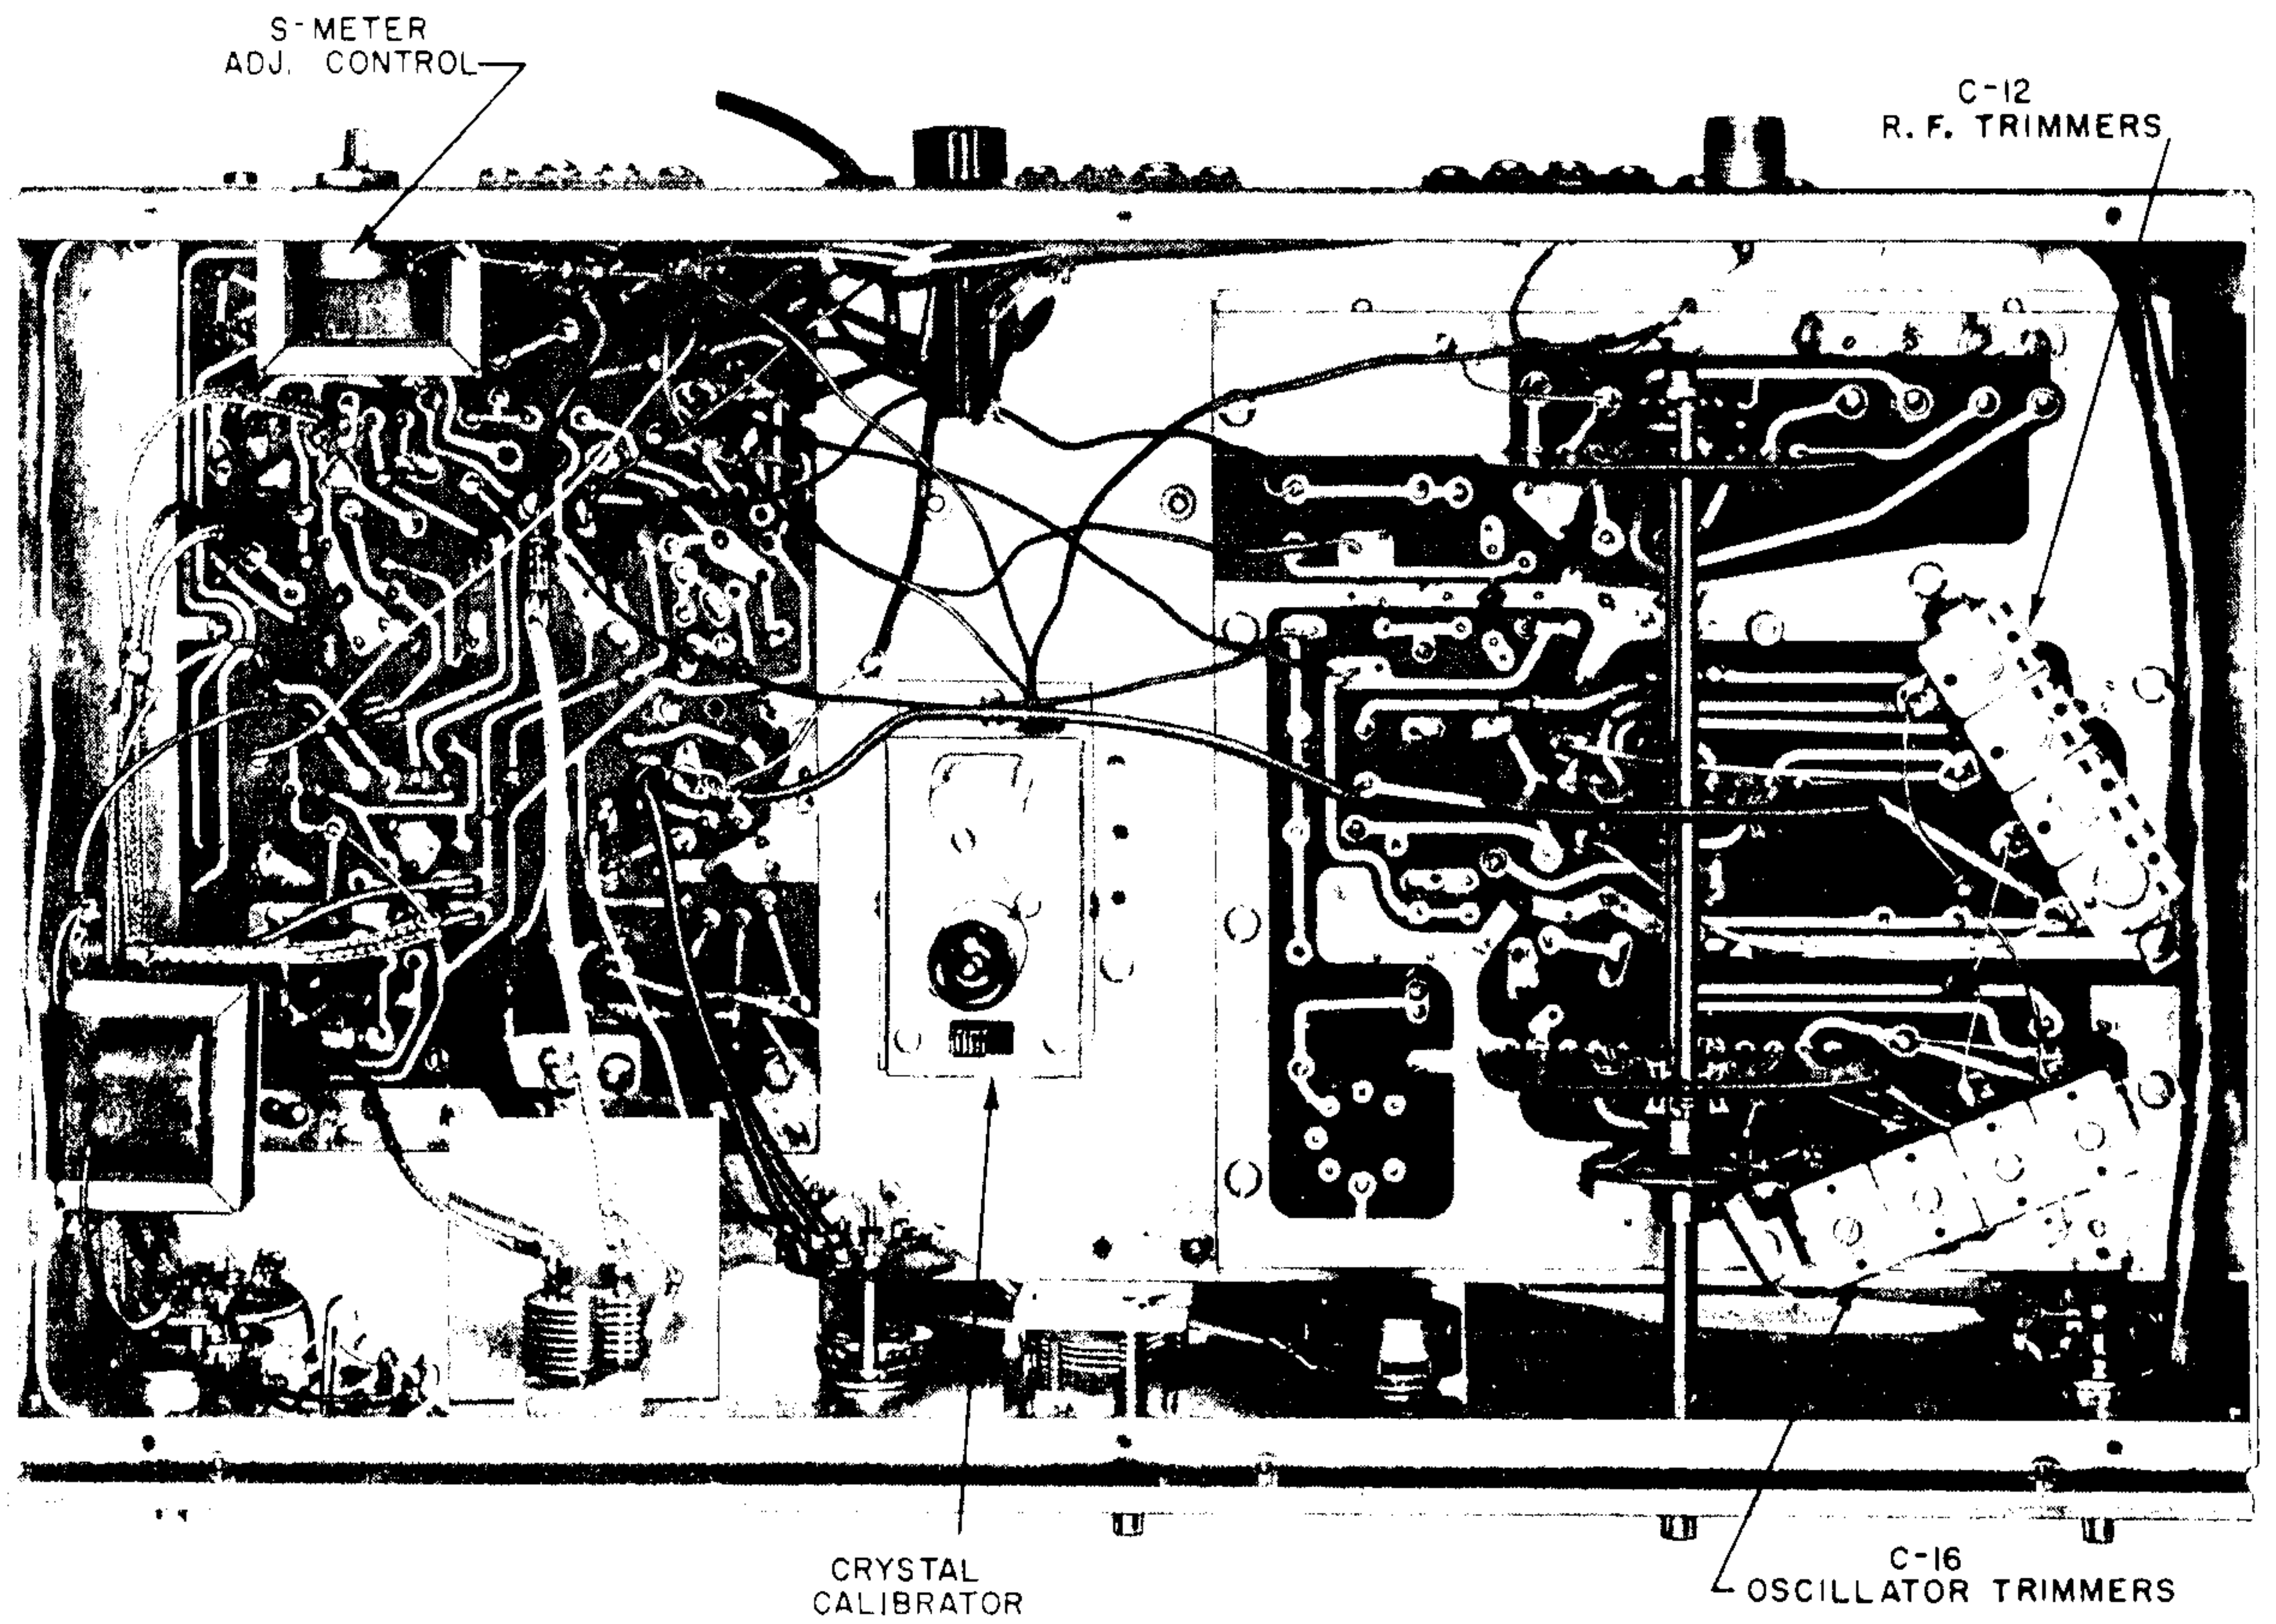 S-METER
ADJ. CONTROL
C-12
R. F. TRIMMERS
CRYSTAL
CALIBRATOR
C-16
OSCILLATOR TRIMMERS